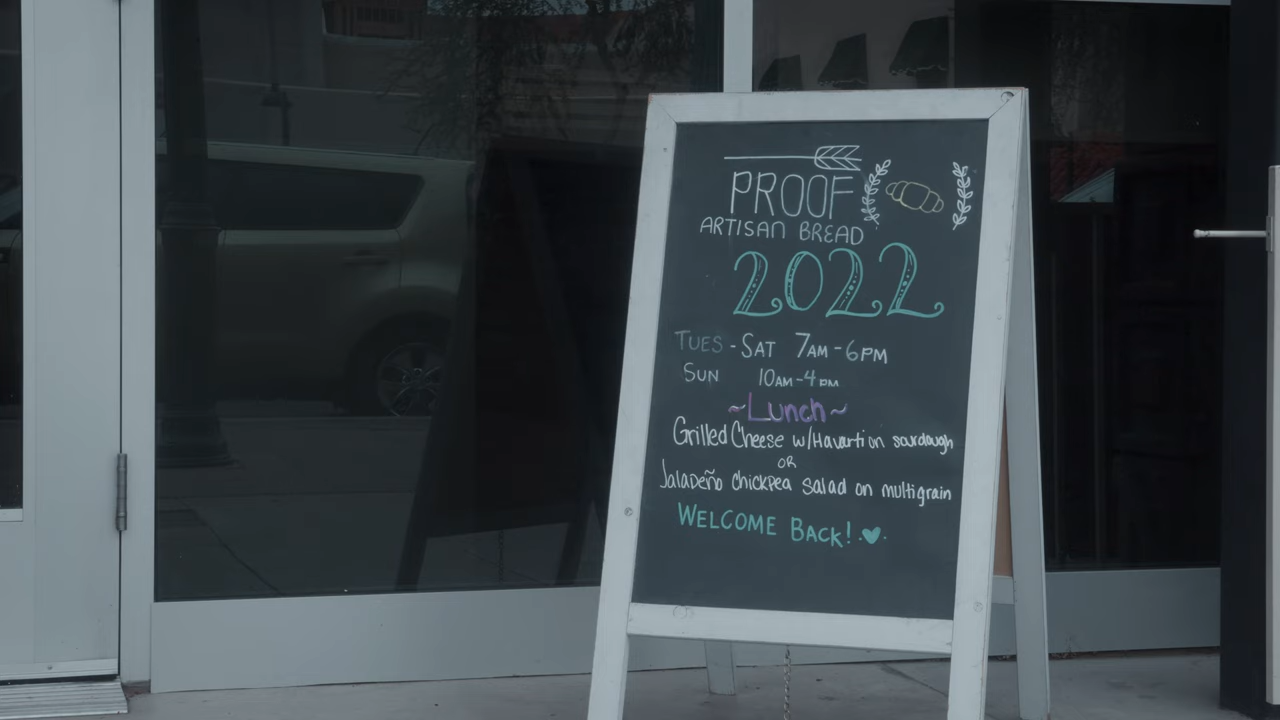 PROOF
ARTISAN BREAD
2022
TUES - SAT 7AM - 6PM
SUN 10AM - 4PM
~Lunch~
Grilled Cheese w/Havarti on sourdough
OR
Jalapeño chickpea salad on multigrain
WELCOME BACK!